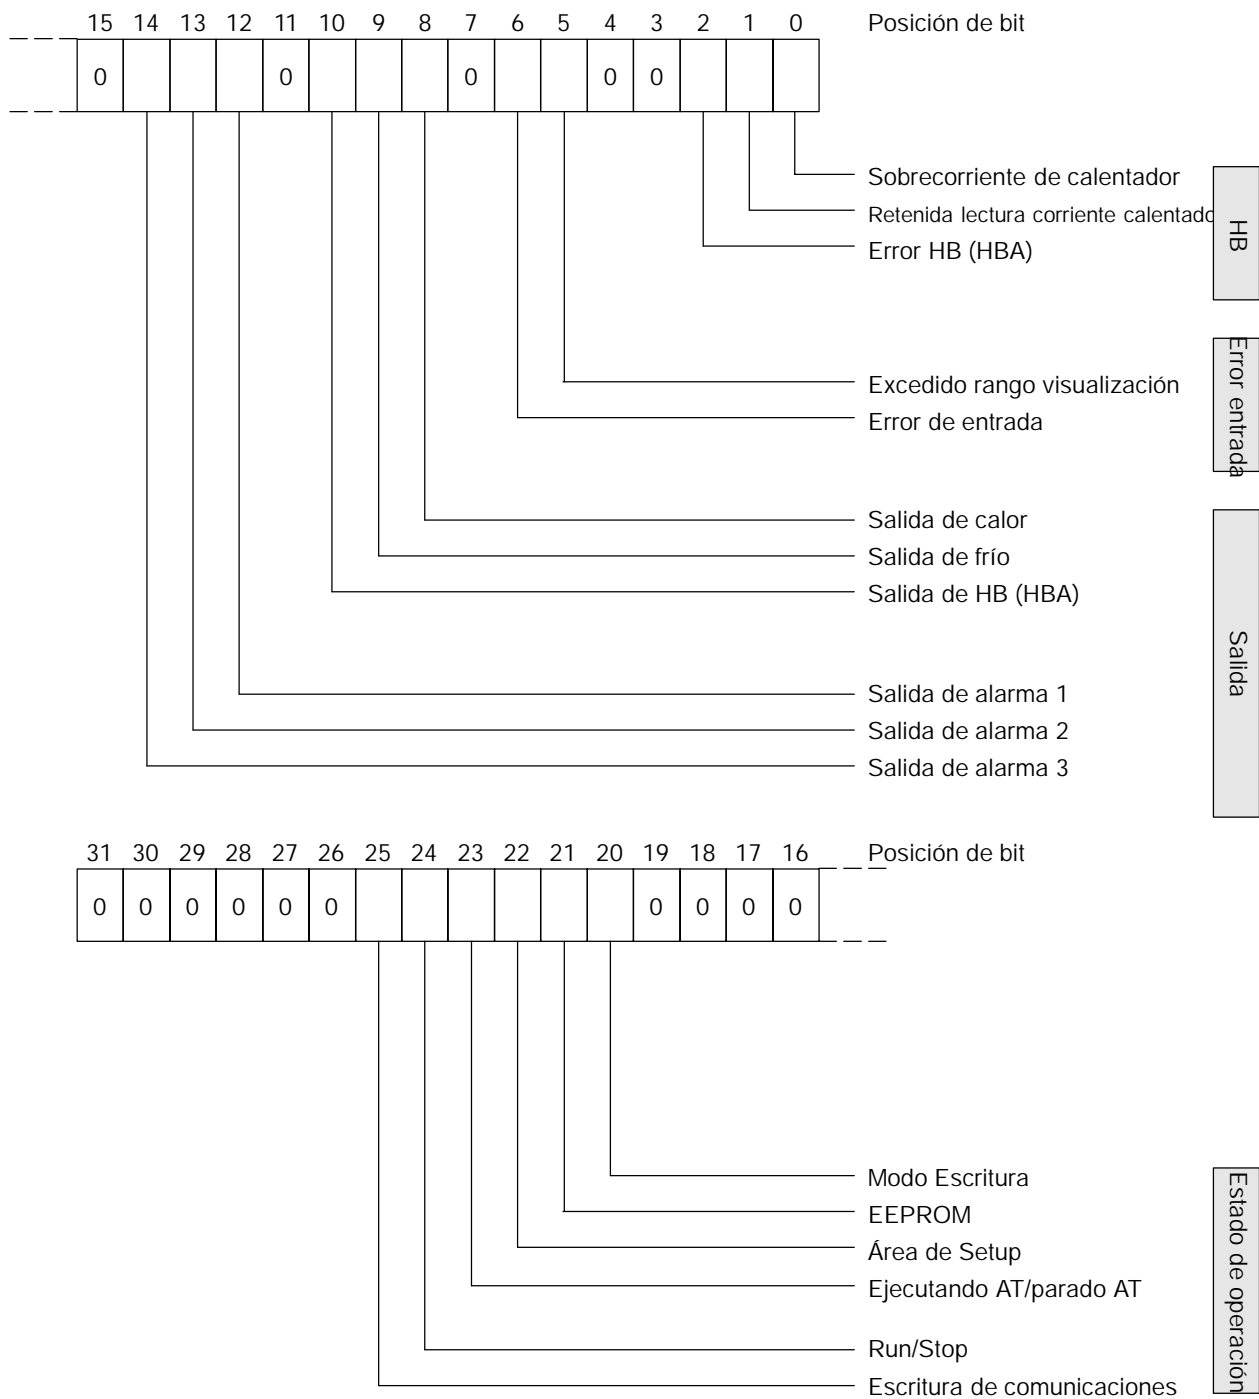 15 14 13 12 11 10 9 8 7 6 5 4 3 2 1 0 Posición de bit
0 0 0 0 0
Sobrecorriente de calentador
Retenida lectura corriente calentado
Error HB (HBA)
HB
Excedido rango visualización
Error de entrada
Error entrada
Salida de calor
Salida de frío
Salida de HB (HBA)
Salida de alarma 1
Salida de alarma 2
Salida de alarma 3
Salida
31 30 29 28 27 26 25 24 23 22 21 20 19 18 17 16 Posición de bit
0 0 0 0 0 0 0 0 0 0
Modo Escritura
EEPROM
Área de Setup
Ejecutando AT/parado AT
Run/Stop
Escritura de comunicaciones
Estado de operación